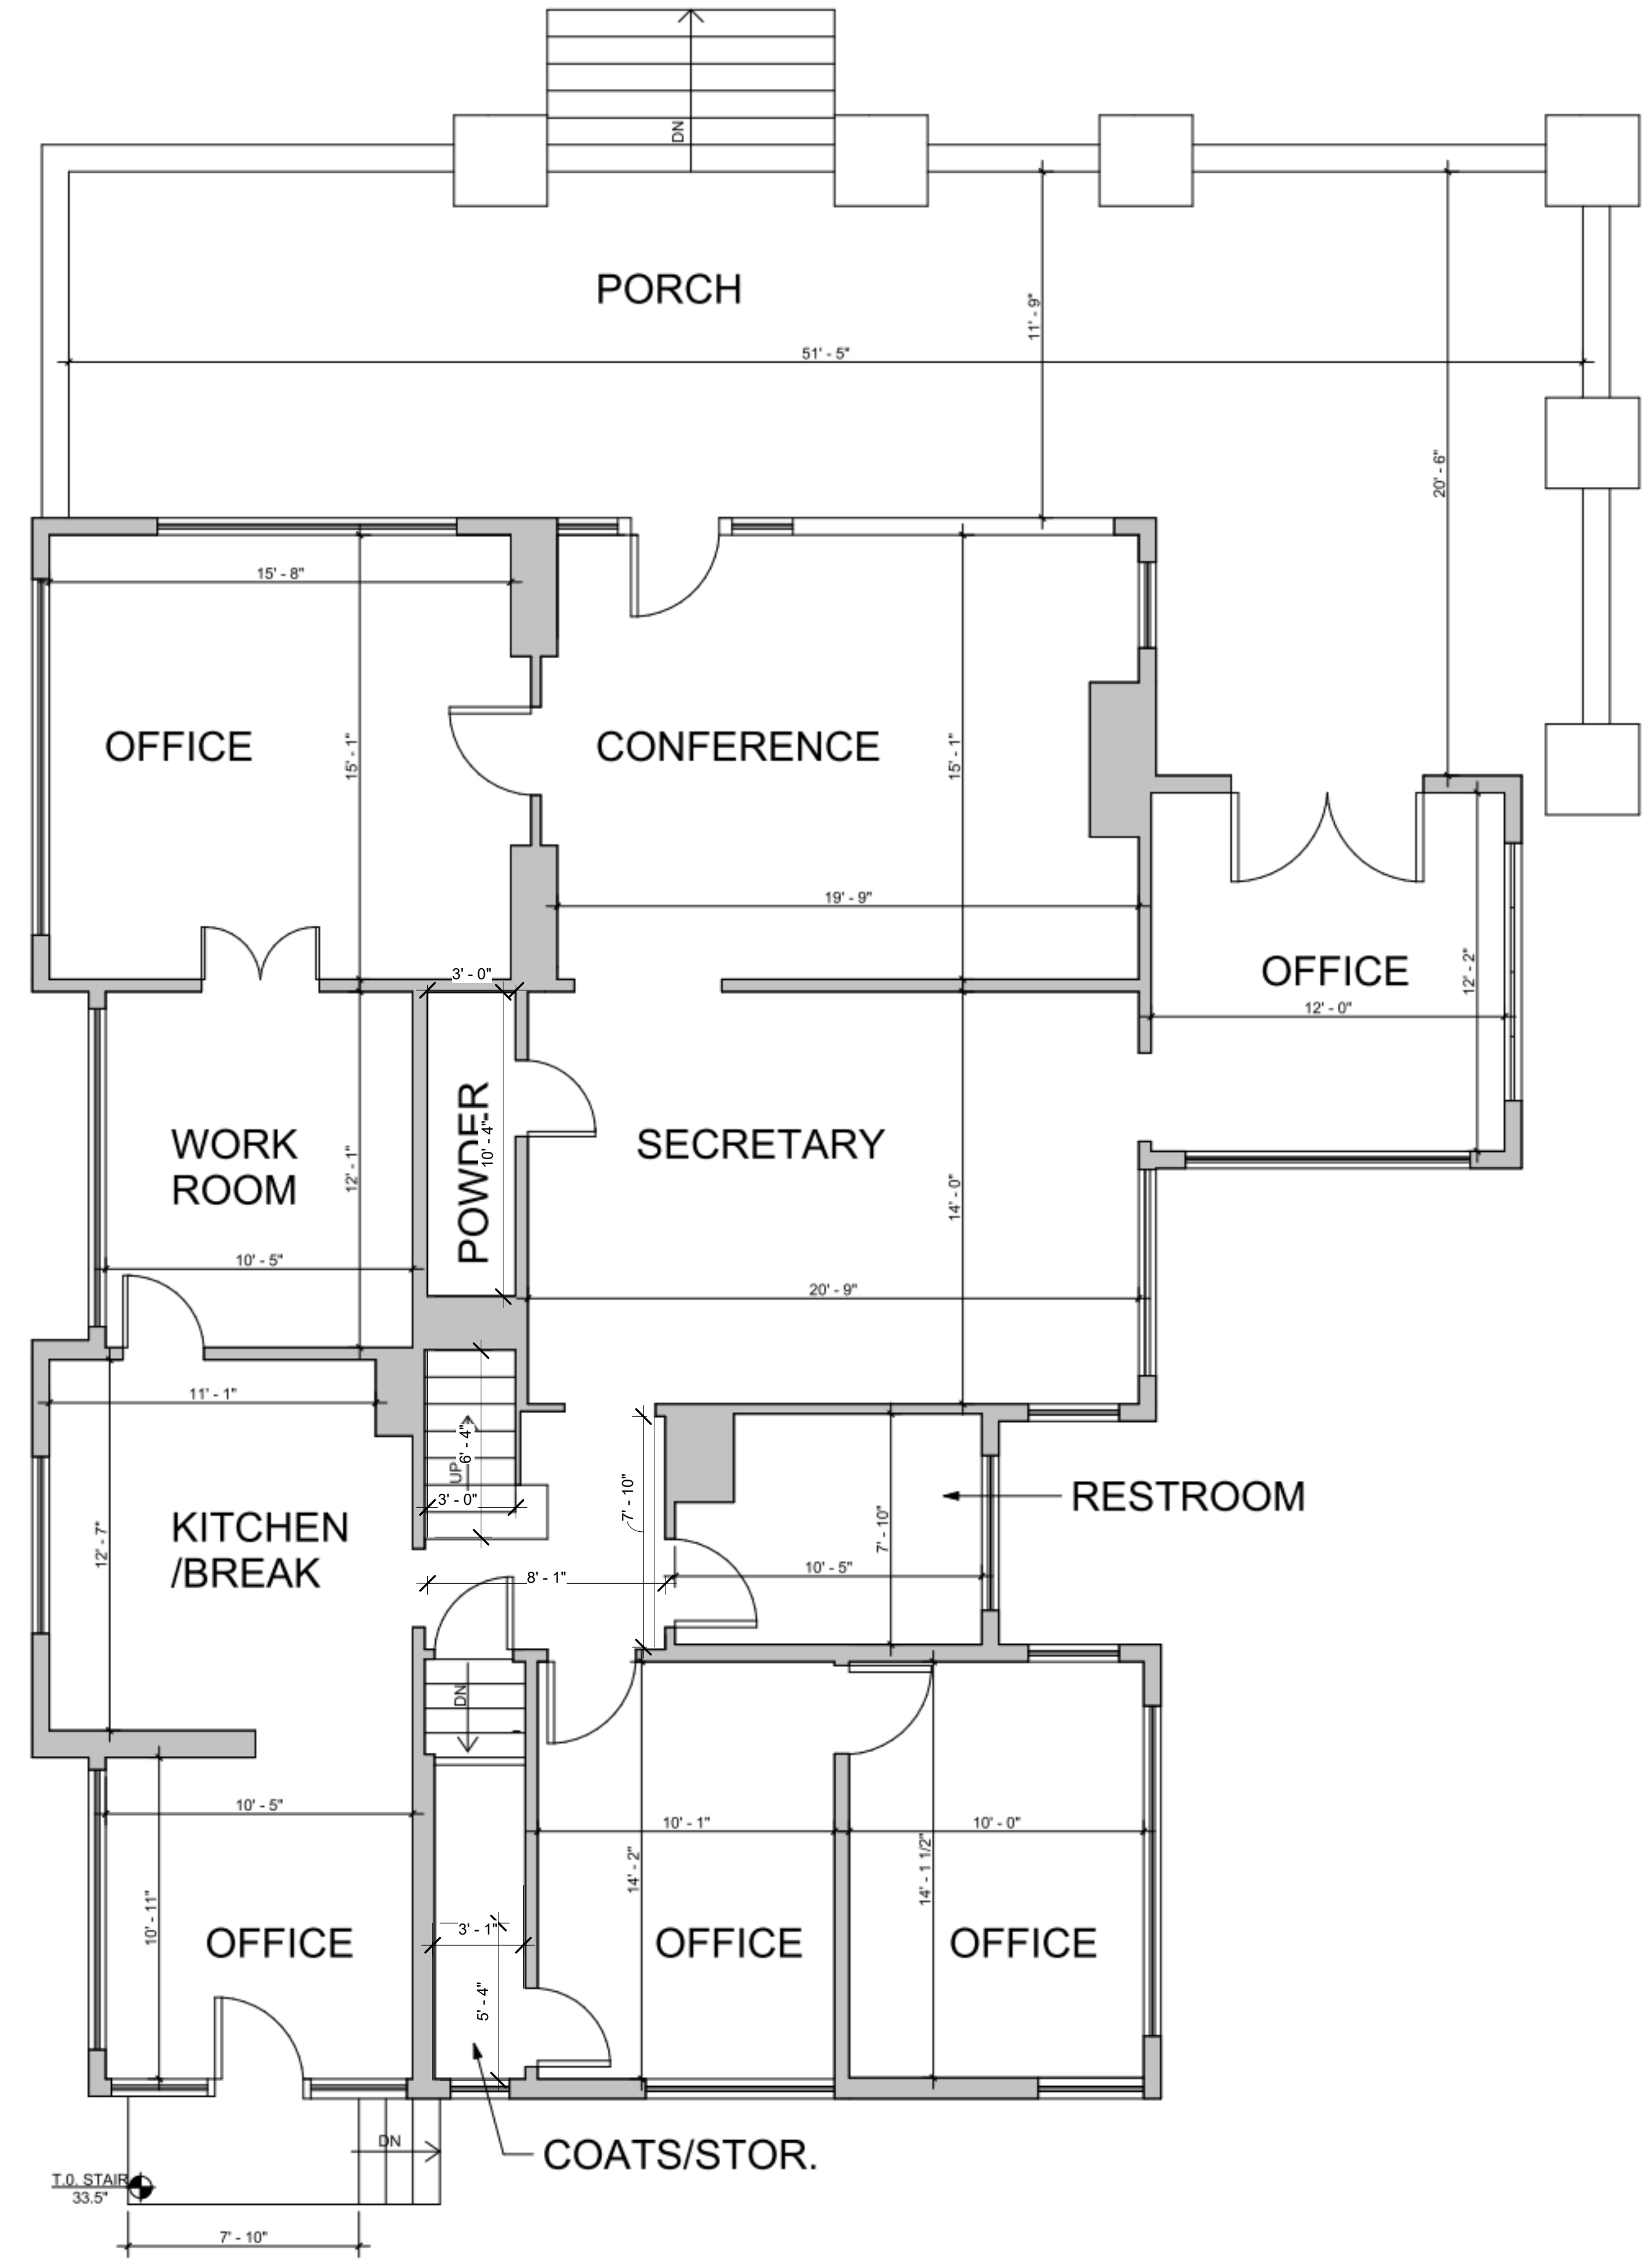 DN
PORCH
11' - 9"
51' - 5"
20' - 6"
15' - 8"
OFFICE
15' - 1"
CONFERENCE
15' - 1"
19' - 9"
3' - 0"
OFFICE
12' - 2"
12' - 0"
WORK
ROOM
12' - 1"
10' - 5"
POWDER
10' - 4"
SECRETARY
14' - 0"
20' - 9"
11' - 1"
6' - 4"
UP
3' - 0"
7' - 10"
7' - 10"
RESTROOM
KITCHEN
/BREAK
12' - 7"
8' - 1"
10' - 5"
DN
10' - 5"
10' - 1"
10' - 0"
14' - 2"
14' - 1 1/2"
10' - 11"
OFFICE
3' - 1"
OFFICE
OFFICE
5' - 4"
COATS/STOR.
DN
T.0. STAIR
33.5"
7' - 10"